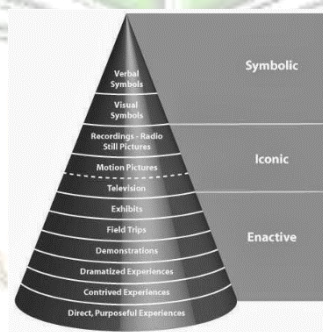 Verbal
Symbols
Visual
Symbols
Recordings - Radio
Still Pictures
Motion Pictures
Television
Exhibits
Field Trips
Demonstrations
Dramatized Experiences
Contrived Experiences
Direct, Purposeful Experiences
Symbolic
Iconic
Enactive